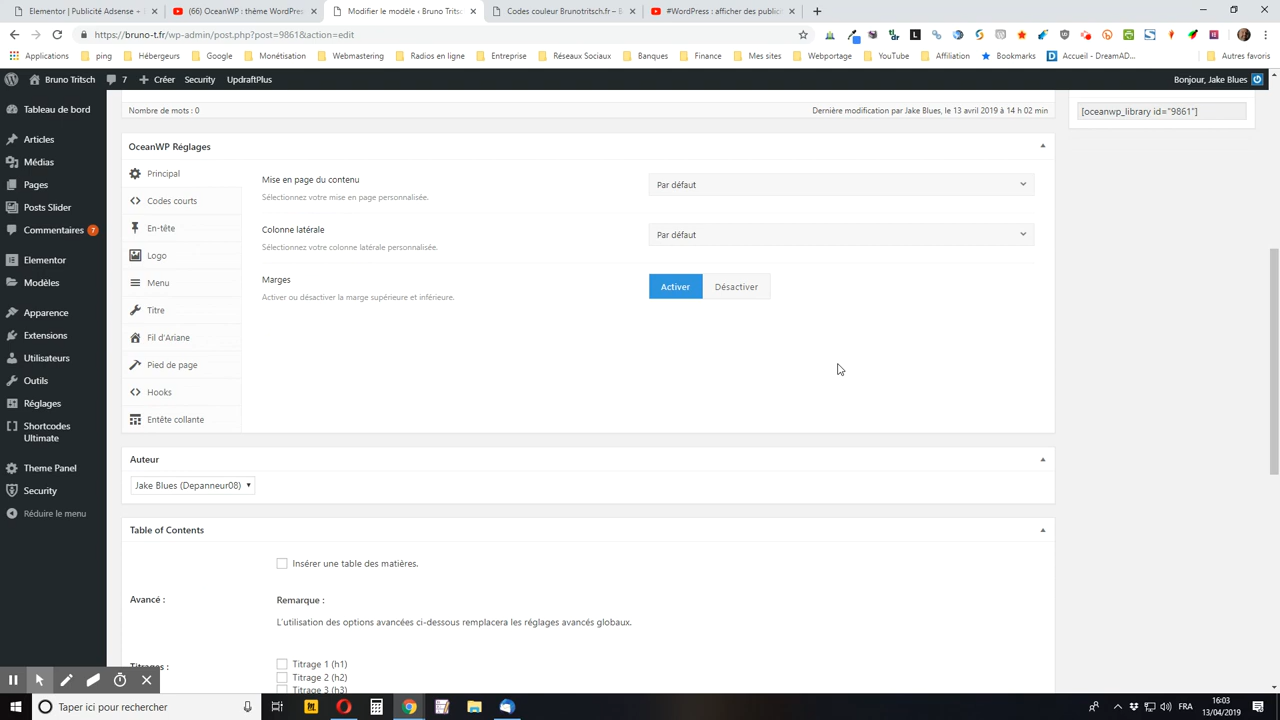 Elementor | Publicité Adsense +
(66) OceanWP : thème WordPres
Modifier le modèle ‹ Bruno Tritsc
Codes couleur Brunotritsch.fr – B
#WordPress : afficher des public
https://bruno-t.fr/wp-admin/post.php?post=9861&action=edit
Applications
ping
Hébergeurs
Google
Monétisation
Webmastering
Radios en ligne
Entreprise
Réseaux Sociaux
Banques
Finance
Mes sites
Webportage
YouTube
Affiliation
Bookmarks
Accueil - DreamAD...
Autres favoris
Bruno Tritsch
7
Créer
Security
UpdraftPlus
Bonjour, Jake Blues
Tableau de bord
Articles
Médias
Pages
Posts Slider
Commentaires 7
Elementor
Modèles
Apparence
Extensions
Utilisateurs
Outils
Réglages
Shortcodes
Ultimate
Theme Panel
Security
Réduire le menu
Nombre de mots : 0
Dernière modification par Jake Blues, le 13 avril 2019 à 14 h 02 min
[oceanwp_library id="9861"]
OceanWP Réglages
Principal
Codes courts
En-tête
Logo
Menu
Titre
Fil d'Ariane
Pied de page
Hooks
Entête collante
Mise en page du contenu
Sélectionnez votre mise en page personnalisée.
Par défaut
Colonne latérale
Sélectionnez votre colonne latérale personnalisée.
Par défaut
Marges
Activer ou désactiver la marge supérieure et inférieure.
Activer
Désactiver
Auteur
Jake Blues (Depanneur08)
Table of Contents
Insérer une table des matières.
Avancé :
Remarque :
L'utilisation des options avancées ci-dessous remplacera les réglages avancés globaux.
Titrages :
Titrage 1 (h1)
Titrage 2 (h2)
Titrage 3 (h3)
Taper ici pour rechercher
FRA
16:03
13/04/2019